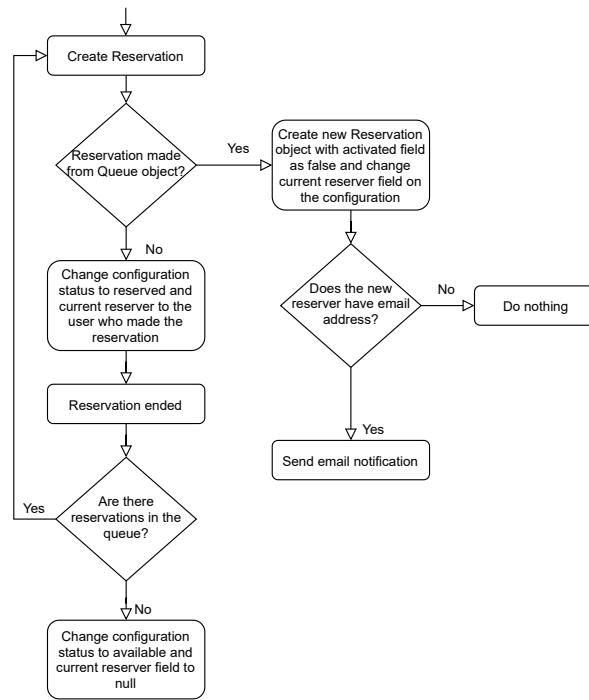 Create Reservation
Reservation made
from Queue object?
Yes
Create new Reservation
object with activated field
as false and change
current reserver field on
the configuration
No
Change configuration
status to reserved and
current reserver to the
user who made the
reservation
Does the new
reserver have email
address?
No
Do nothing
Reservation ended
Yes
Send email notification
Are there
reservations in the
queue?
Yes
No
Change configuration
status to available and
current reserver field to
null